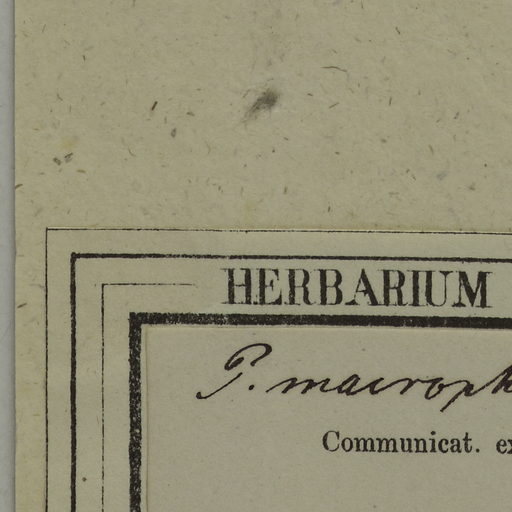 HERBARIUM
P. macroph
Communicat. ex